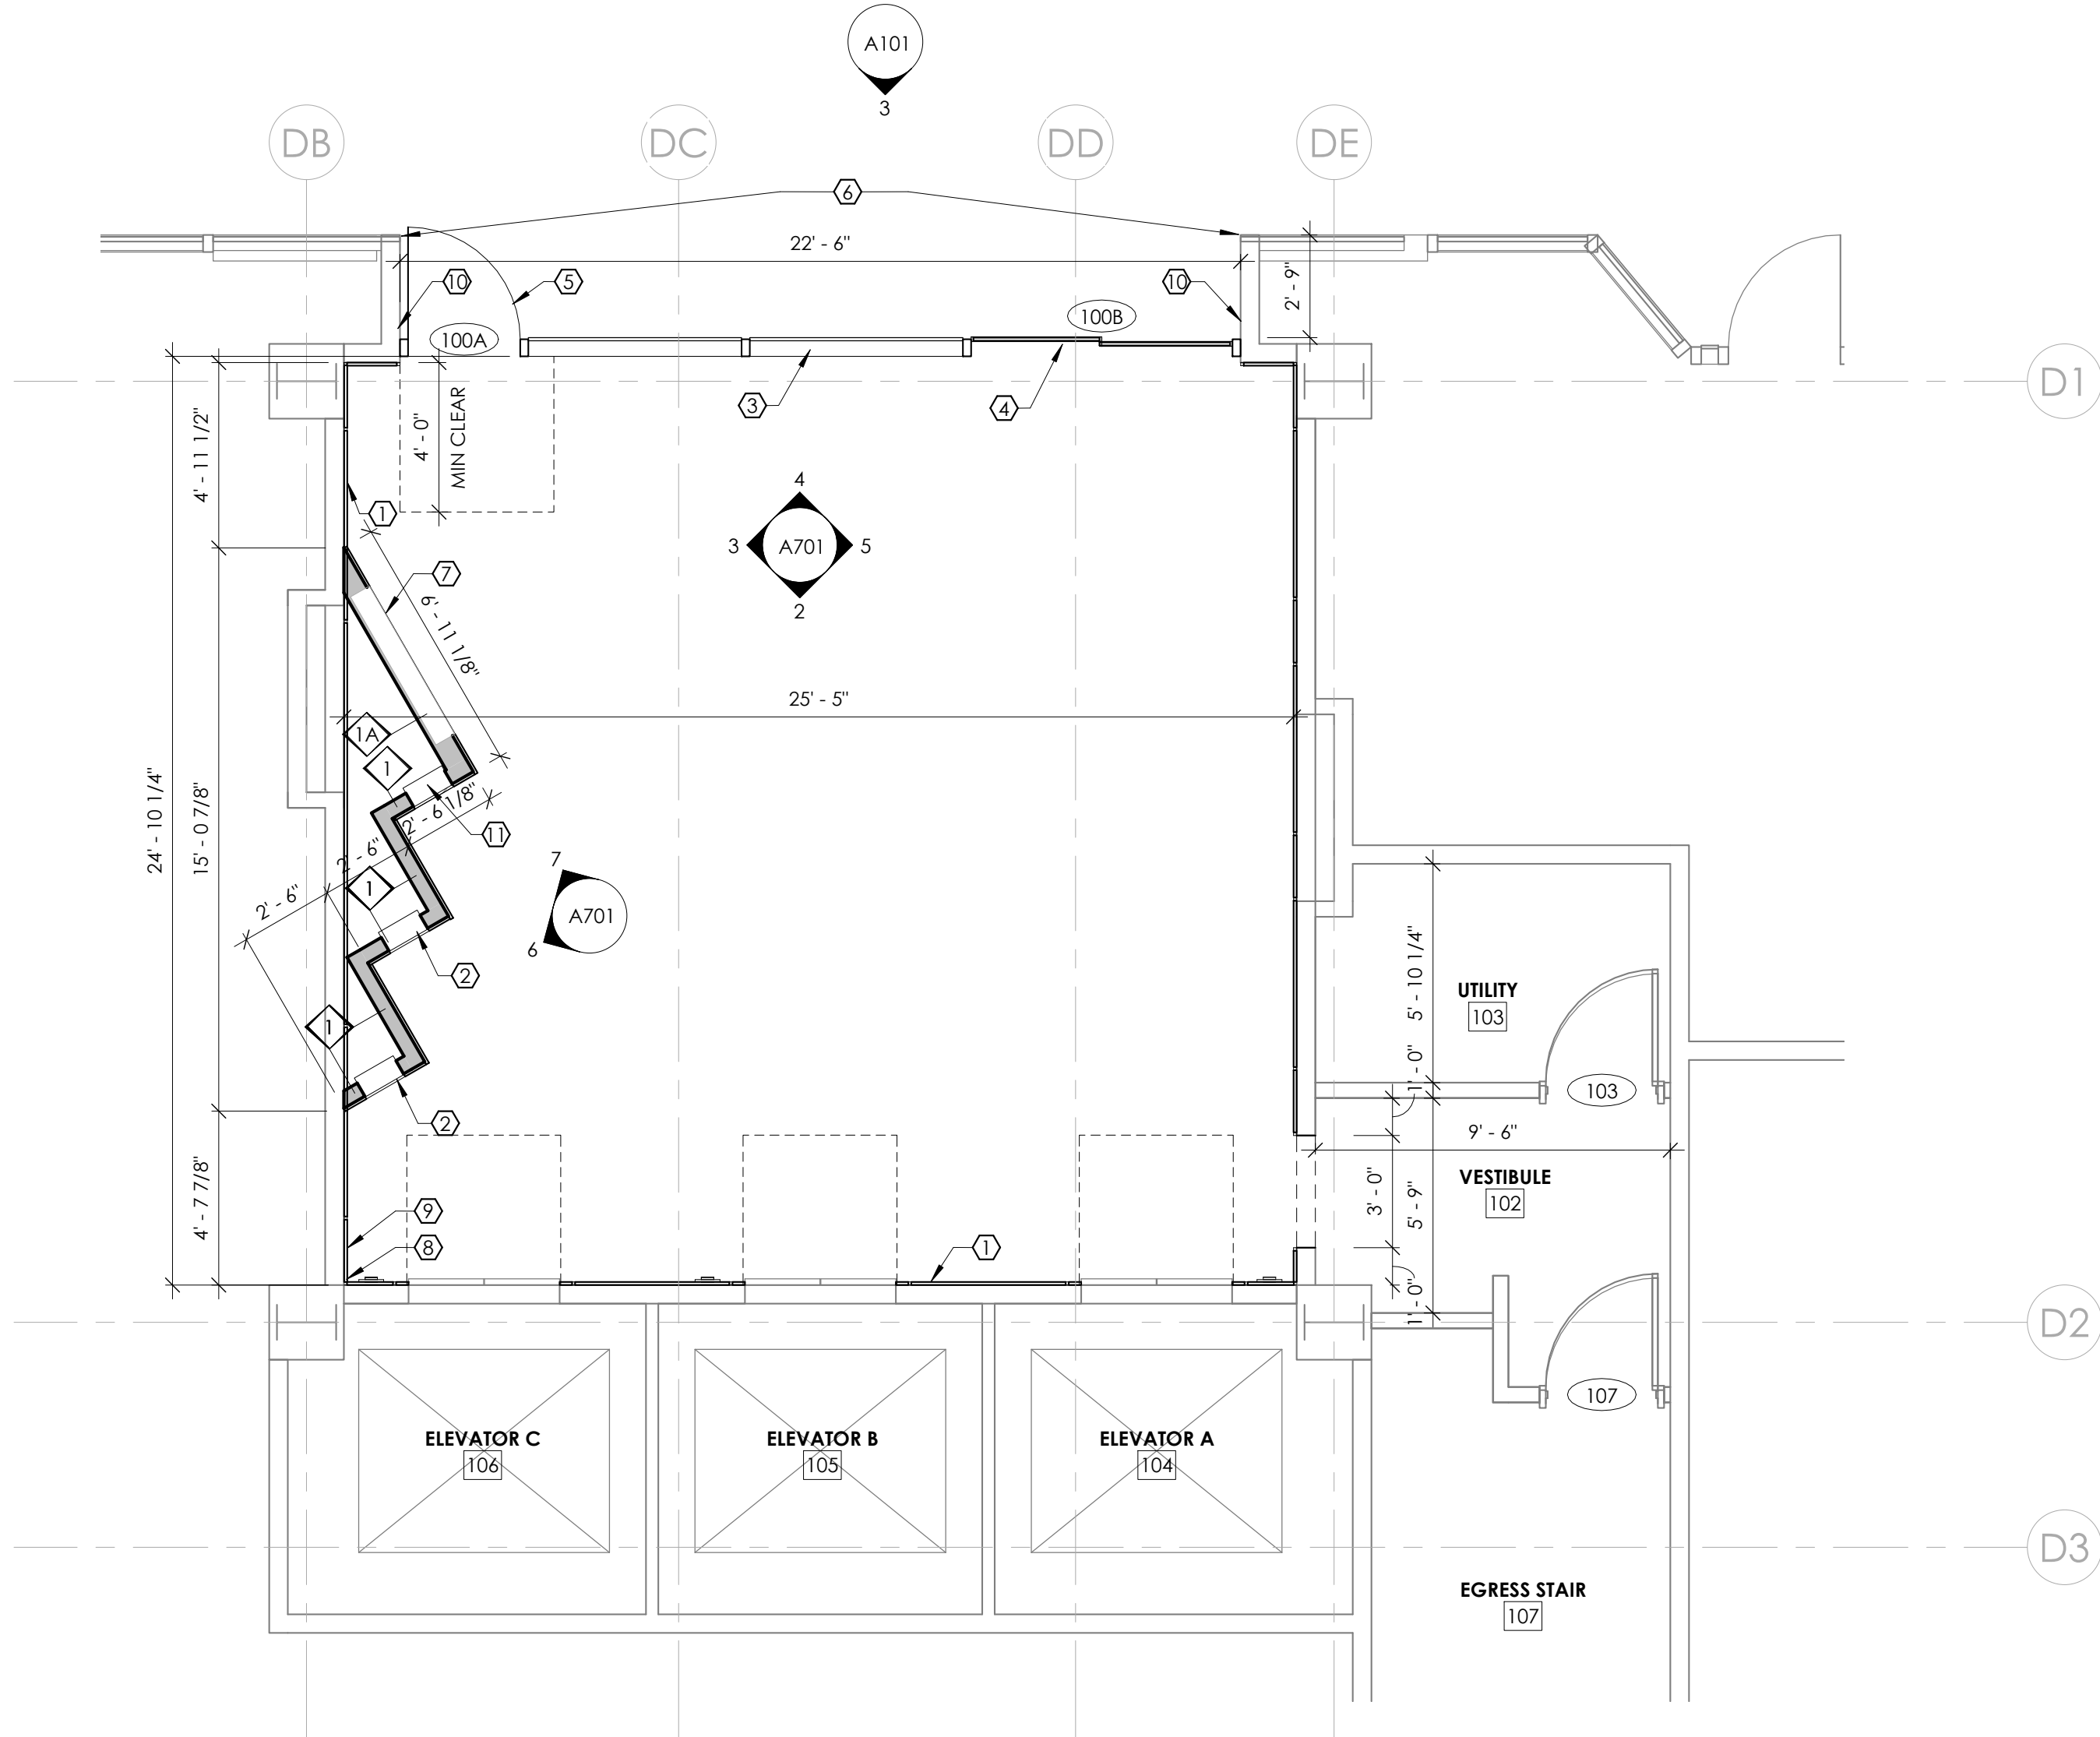 A101
3
DB
DC
DD
DE
6
22' - 6"
10
5
10
2' - 9"
100A
100B
D1
3
4
4' - 11 1/2"
4' - 0"
MIN CLEAR
1
4
3
A701
5
2
7
6' - 11 1/8"
25' - 5"
1A
1
24' - 10 1/4"
15' - 0 7/8"
2' - 6 1/8"
11
2' - 6"
1
2' - 6"
7
A701
6
2
5' - 10 1/4"
UTILITY
103
1
1' - 0"
103
2
9' - 6"
VESTIBULE
102
3' - 0"
5' - 9"
4' - 7 7/8"
9
8
1
1' - 0"
D2
107
ELEVATOR C
106
ELEVATOR B
105
ELEVATOR A
104
D3
EGRESS STAIR
107